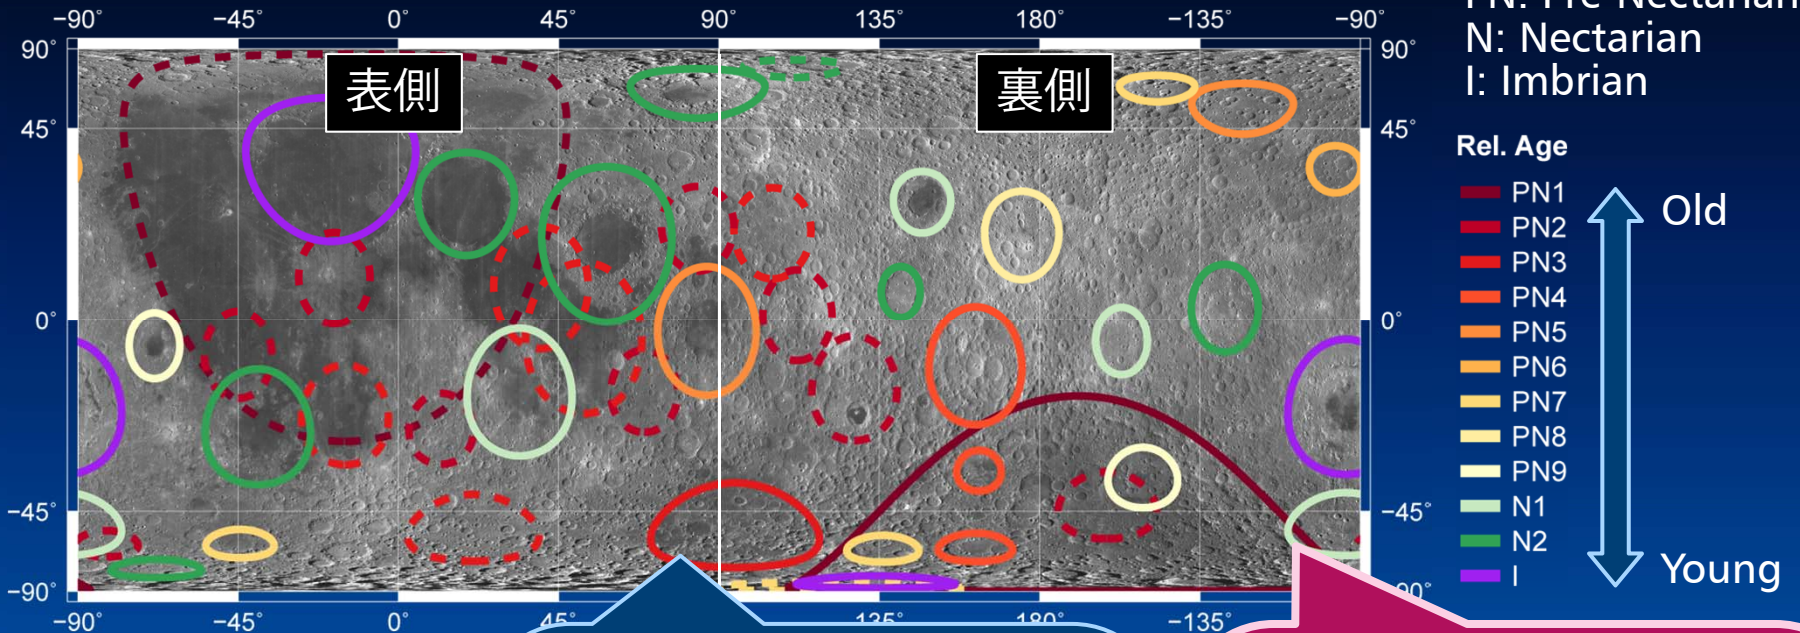 −90° −45° 0° 45° 90° 135° 180° −135° −90°
PN: Pre-Nectarian
N: Nectarian
I: Imbrian
90° 90°
表側 裏側
45° 45°
0° 0°
−45° −45°
−90°
−90° −45° 0° 45° 135° 180° −135°
Rel. Age
PN1
PN2
PN3
PN4
PN5
PN6
PN7
PN8
PN9
N1
N2
I
Old
Young